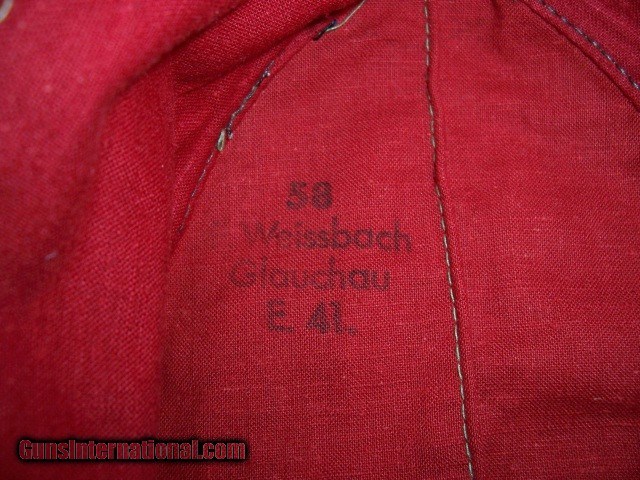 58
Weissbach
Glauchau
E. 41.
GunsInternational.com